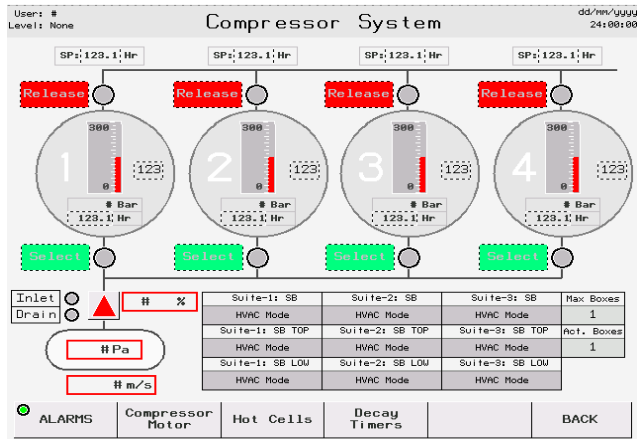 User: #
Level: None
Compressor System
dd/mm/yyyy
24:00:00
SP: 123.1 Hr
SP: 123.1 Hr
SP: 123.1 Hr
SP: 123.1 Hr
Release
Release
Release
Release
300
300
300
300
1
123
2
123
3
123
4
123
0
0
0
0
# Bar
# Bar
# Bar
# Bar
123.1 Hr
123.1 Hr
123.1 Hr
123.1 Hr
Select
Select
Select
Select
Inlet
Drain
# %
# Pa
# m/s
Suite-1: SB
Suite-2: SB
Suite-3: SB
HVAC Mode
HVAC Mode
HVAC Mode
Suite-1: SB TOP
Suite-2: SB TOP
Suite-3: SB TOP
HVAC Mode
HVAC Mode
HVAC Mode
Suite-1: SB LOW
Suite-2: SB LOW
Suite-3: SB LOW
HVAC Mode
HVAC Mode
HVAC Mode
Max Boxes
1
Act. Boxes
1
ALARMS
Compressor
Motor
Hot Cells
Decay
Timers
BACK